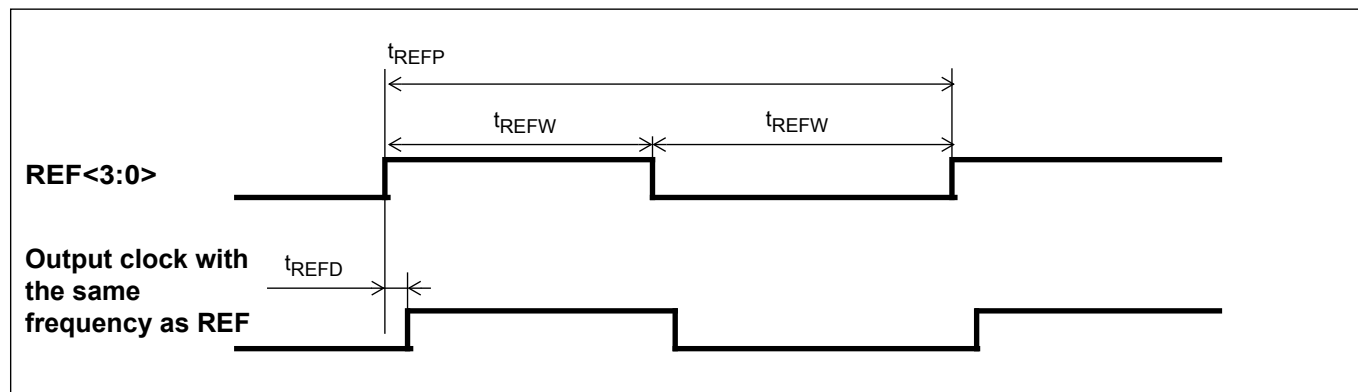 tREFP
tREFW
tREFW
REF<3:0>
Output clock with
the same
frequency as REF
tREFD